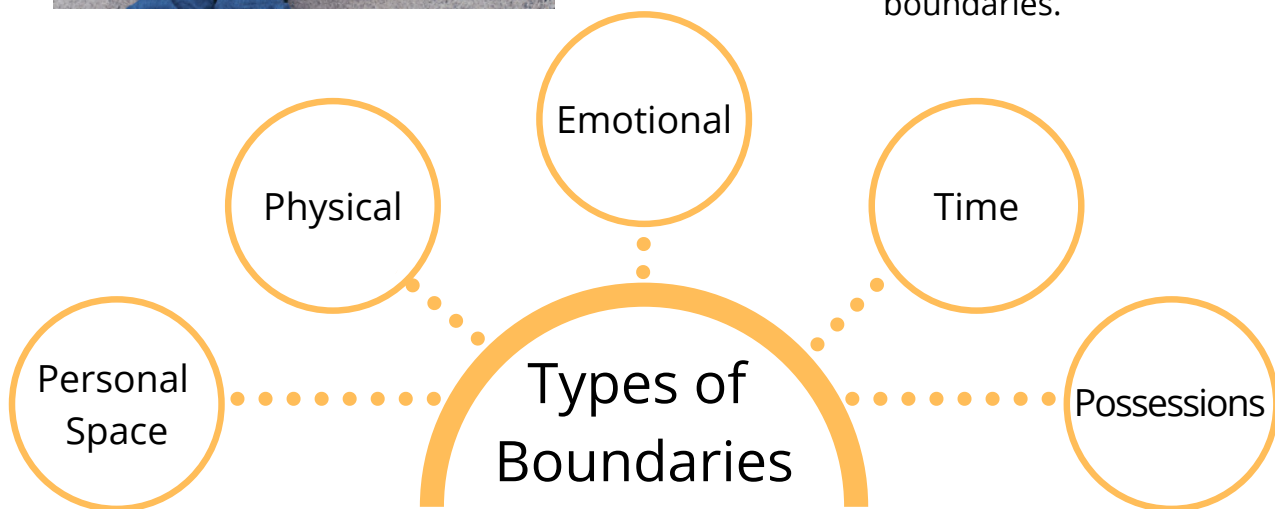 boundaries.
Emotional
Physical
Time
Personal
Space
Types of
Boundaries
Possessions